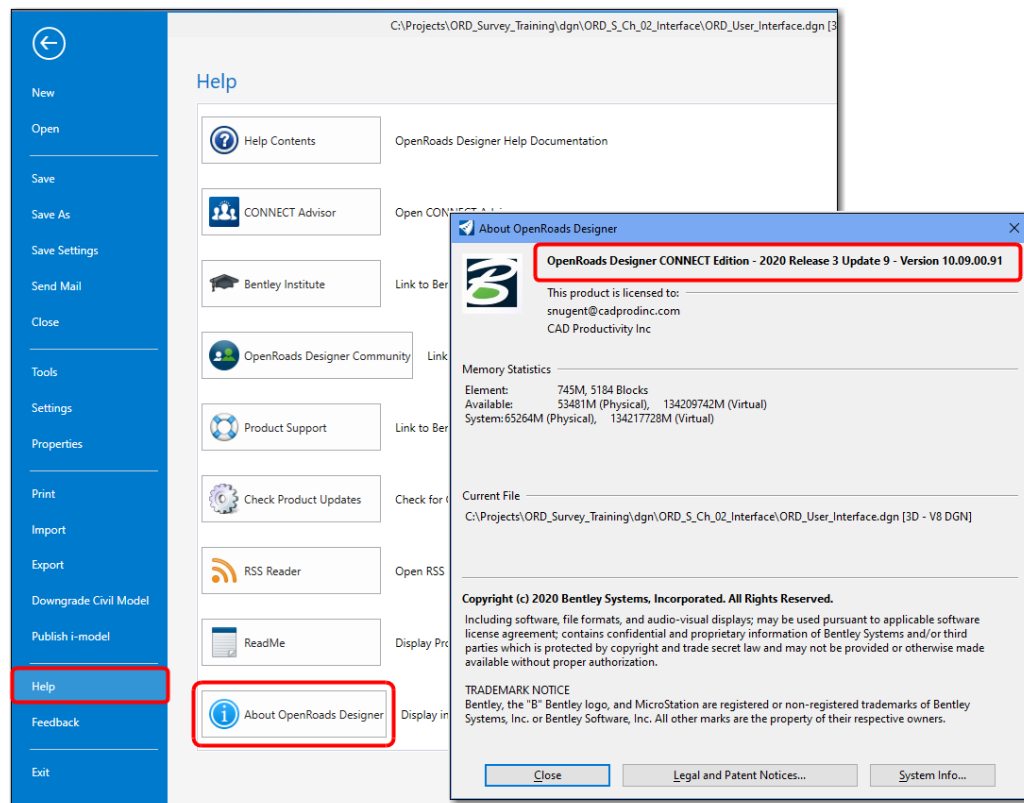 C:\Projects\ORD_Survey_Training\dgn\ORD_S_Ch_02_Interface\ORD_User_Interface.dgn [3D
New
Open
Save
Save As
Save Settings
Send Mail
Close
Tools
Settings
Properties
Print
Import
Export
Downgrade Civil Model
Publish i-model
Help
Feedback
Exit
Help
Help Contents OpenRoads Designer Help Documentation
CONNECT Advisor Open
Bentley Institute Link to
OpenRoads Designer Community Link
Product Support Link to
Check Product Updates Check for
RSS Reader Open RSS
ReadMe Display
About OpenRoads Designer Display
About OpenRoads Designer
OpenRoads Designer CONNECT Edition - 2020 Release 3 Update 9 - Version 10.09.00.91
This product is licensed to:
snugent@cadprodinc.com
CAD Productivity Inc
Memory Statistics
Element: 745M, 5184 Blocks
Available: 53481M (Physical), 134209742M (Virtual)
System:65264M (Physical), 134217728M (Virtual)
Current File
C:\Projects\ORD_Survey_Training\dgn\ORD_S_Ch_02_Interface\ORD_User_Interface.dgn [3D - V8 DGN]
Copyright (c) 2020 Bentley Systems, Incorporated. All Rights Reserved.
Including software, file formats, and audio-visual displays; may be used pursuant to applicable software
license agreement; contains confidential and proprietary information of Bentley Systems and/or third
parties which is protected by copyright and trade secret law and may not be provided or otherwise made
available without proper authorization.
TRADEMARK NOTICE
Bentley, the "B" Bentley logo, and MicroStation are registered or non-registered trademarks of Bentley
Systems, Inc. or Bentley Software, Inc. All other marks are the property of their respective owners.
Close Legal and Patent Notices... System Info...